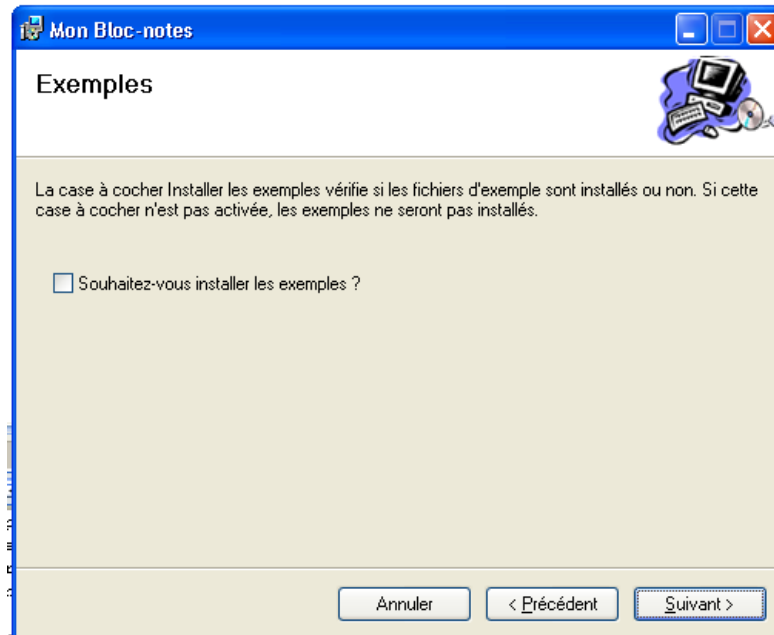 Mon Bloc-notes
Exemples
La case à cocher Installer les exemples vérifie si les fichiers d'exemple sont installés ou non. Si cette
case à cocher n'est pas activée, les exemples ne seront pas installés.
Souhaitez-vous installer les exemples ?
Annuler
< Précédent
Suivant >